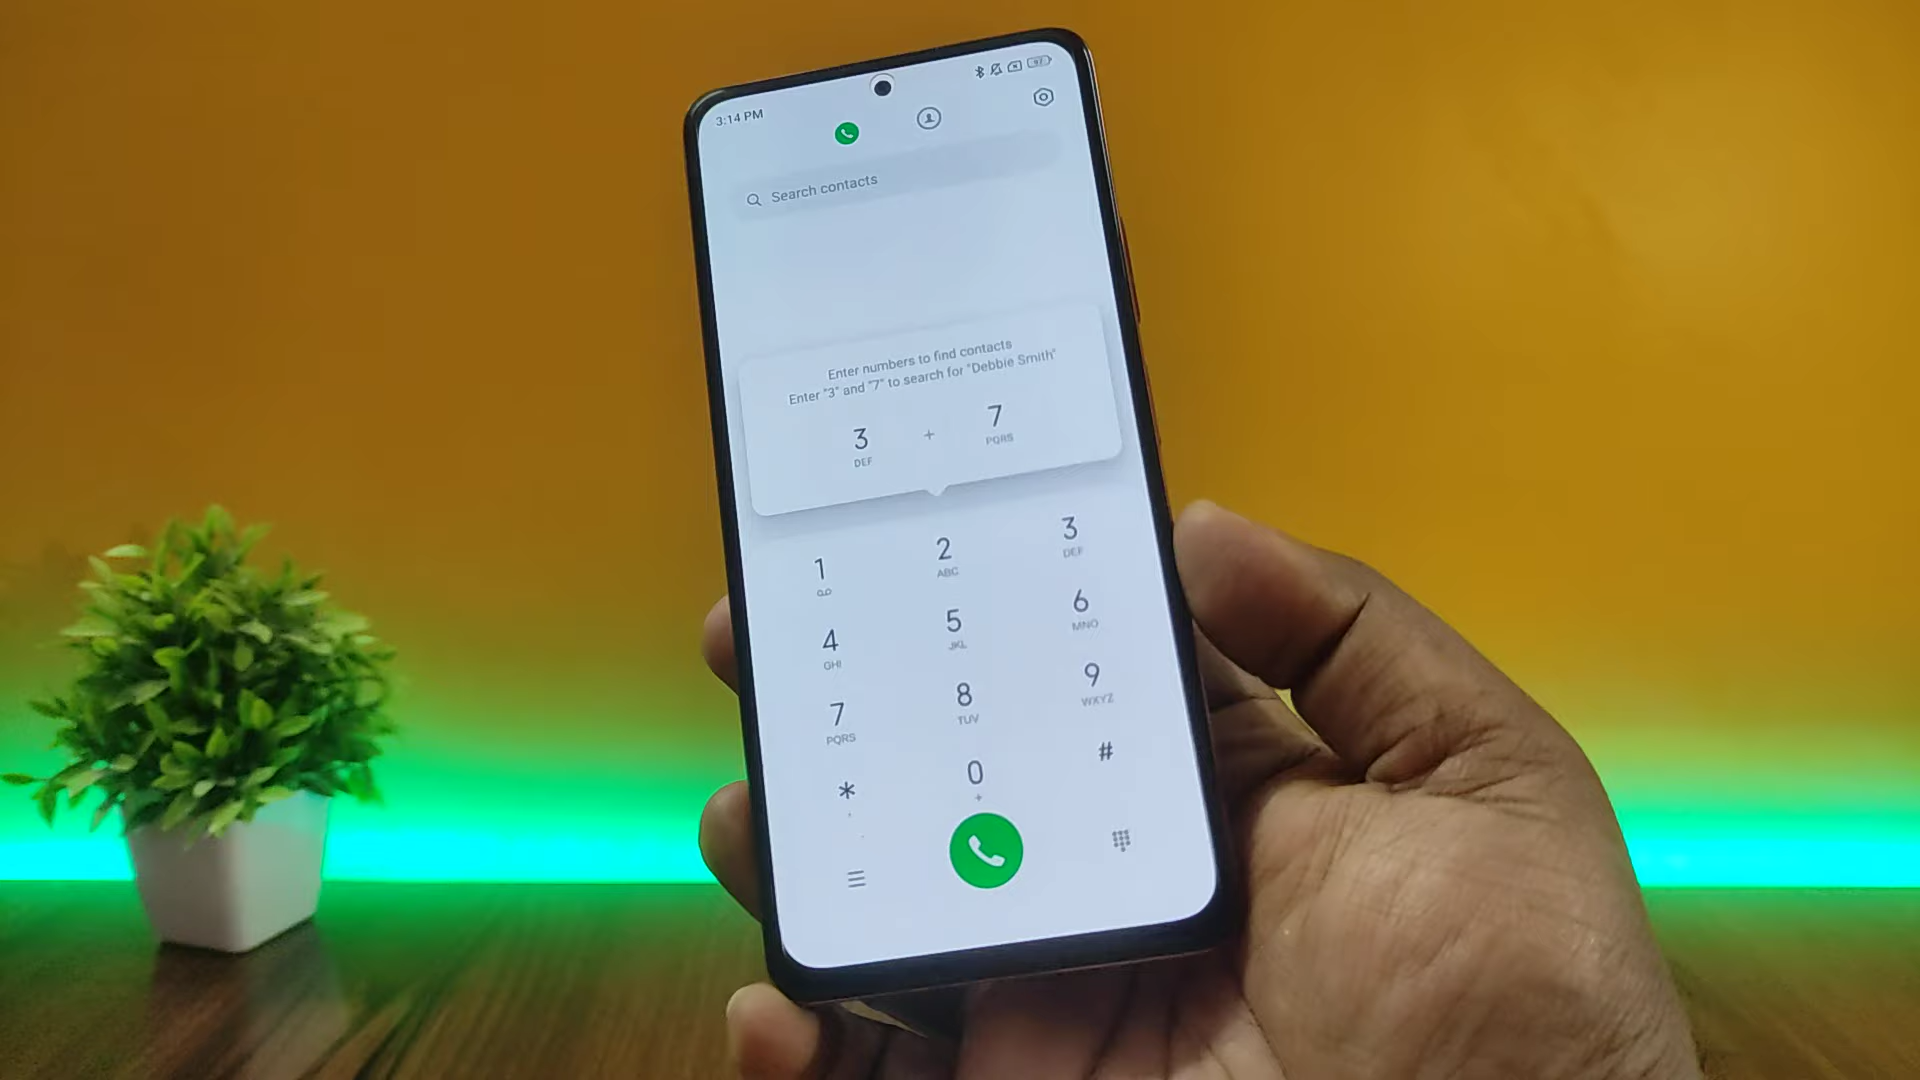 3:14 PM
97
Search contacts
Enter numbers to find contacts
Enter "3" and "7" to search for "Debbie Smith"
3 + 7
DEF PQRS
1 2 3
ABC DEF
4 5 6
GHI JKL MNO
7 8 9
PQRS TUV WXYZ
* 0 #
, +